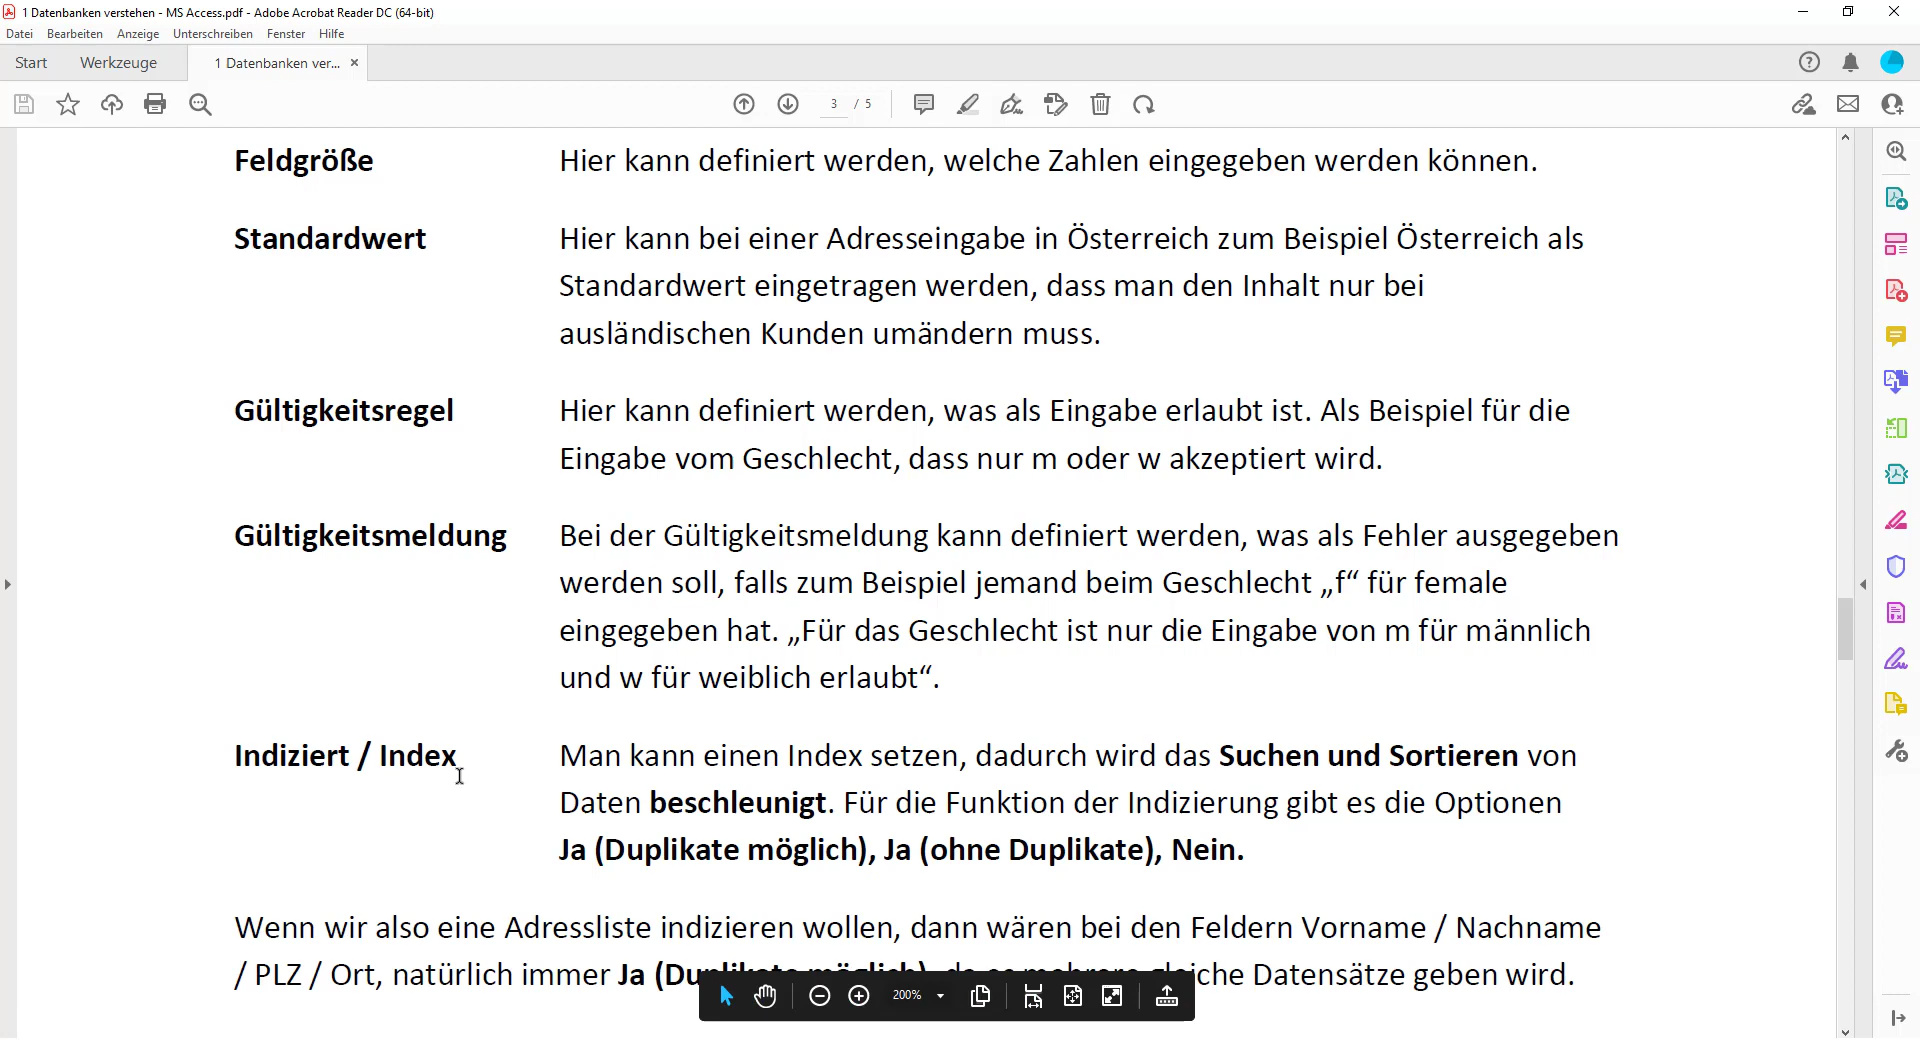 1 Datenbanken verstehen - MS Access.pdf - Adobe Acrobat Reader DC (64-bit)
Datei Bearbeiten Anzeige Unterschreiben Fenster Hilfe
Start Werkzeuge 1 Datenbanken ver... ×
3 / 5
Feldgröße Hier kann definiert werden, welche Zahlen eingegeben werden können.
Standardwert Hier kann bei einer Adresseingabe in Österreich zum Beispiel Österreich als
Standardwert eingetragen werden, dass man den Inhalt nur bei
ausländischen Kunden umändern muss.
Gültigkeitsregel Hier kann definiert werden, was als Eingabe erlaubt ist. Als Beispiel für die
Eingabe vom Geschlecht, dass nur m oder w akzeptiert wird.
Gültigkeitsmeldung Bei der Gültigkeitsmeldung kann definiert werden, was als Fehler ausgegeben
werden soll, falls zum Beispiel jemand beim Geschlecht „f“ für female
eingegeben hat. „Für das Geschlecht ist nur die Eingabe von m für männlich
und w für weiblich erlaubt“.
Indiziert / Index Man kann einen Index setzen, dadurch wird das Suchen und Sortieren von
Daten beschleunigt. Für die Funktion der Indizierung gibt es die Optionen
Ja (Duplikate möglich), Ja (ohne Duplikate), Nein.
Wenn wir also eine Adressliste indizieren wollen, dann wären bei den Feldern Vorname / Nachname
/ PLZ / Ort, natürlich immer Ja (Duplikate möglich), da es mehrere gleiche Datensätze geben wird.
200%